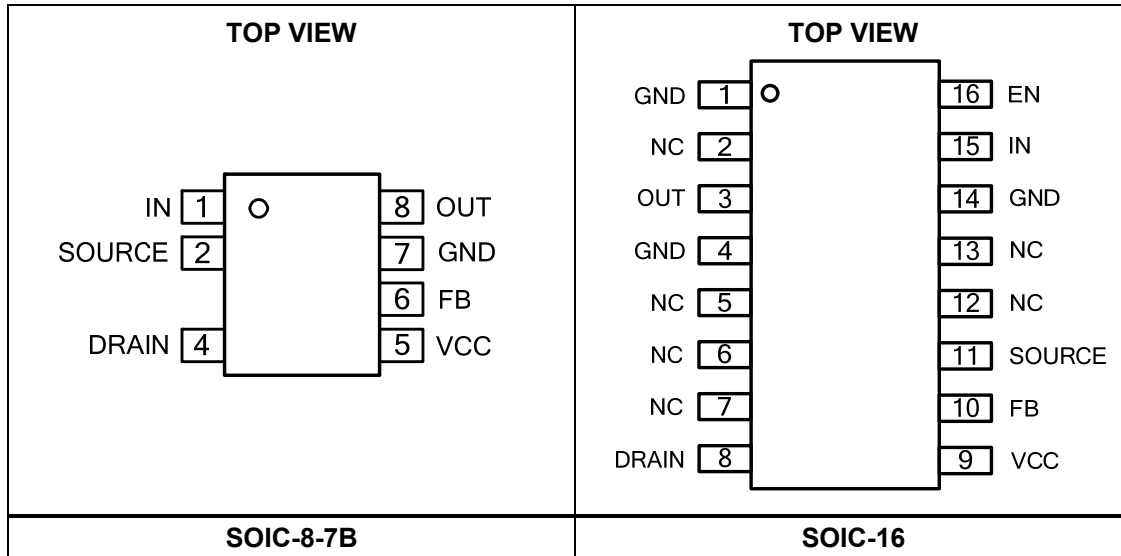 TOP VIEW
IN 1 8 OUT
SOURCE 2 7 GND
6 FB
DRAIN 4 5 VCC
SOIC-8-7B
TOP VIEW
GND 1 16 EN
NC 2 15 IN
OUT 3 14 GND
GND 4 13 NC
NC 5 12 NC
NC 6 11 SOURCE
NC 7 10 FB
DRAIN 8 9 VCC
SOIC-16